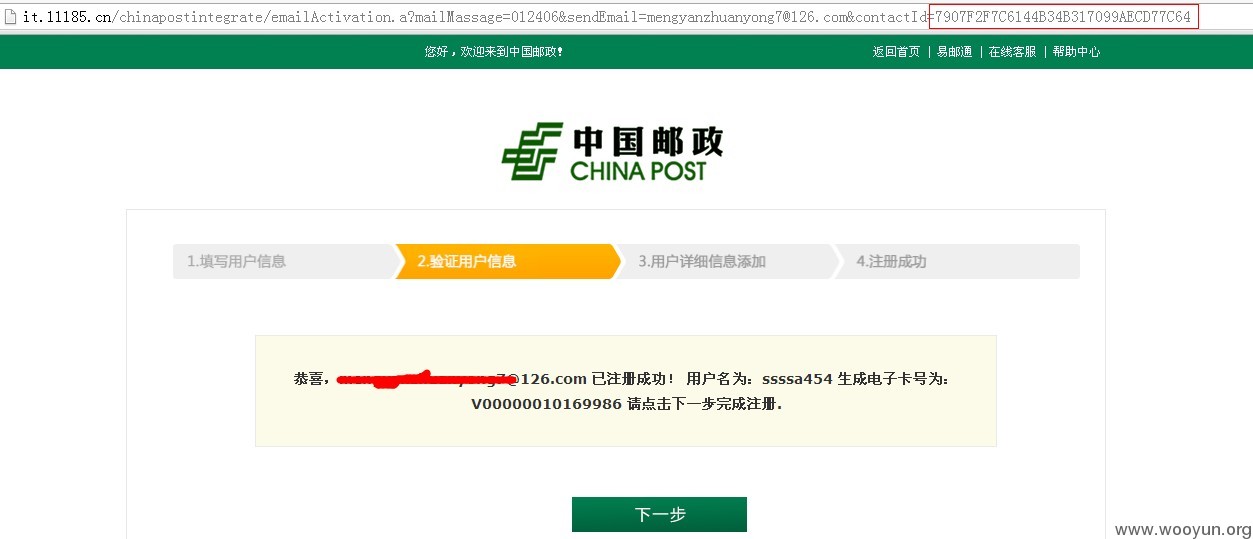 it.11185.cn/chinapostintegrate/emailActivation.a?mailMassage=012406&sendEmail=mengyanzhuanyong7@126.com&contactId=7907F2F7C6144B34B317099AECD77C64
您好，欢迎来到中国邮政! 返回首页 | 易邮通 | 在线客服 | 帮助中心
中国邮政
CHINA POST
1.填写用户信息 2.验证用户信息 3.用户详细信息添加 4.注册成功
恭喜，@126.com 已注册成功！ 用户名为：ssssa454 生成电子卡号为：
V00000010169986 请点击下一步完成注册.
下一步
www.wooyun.org